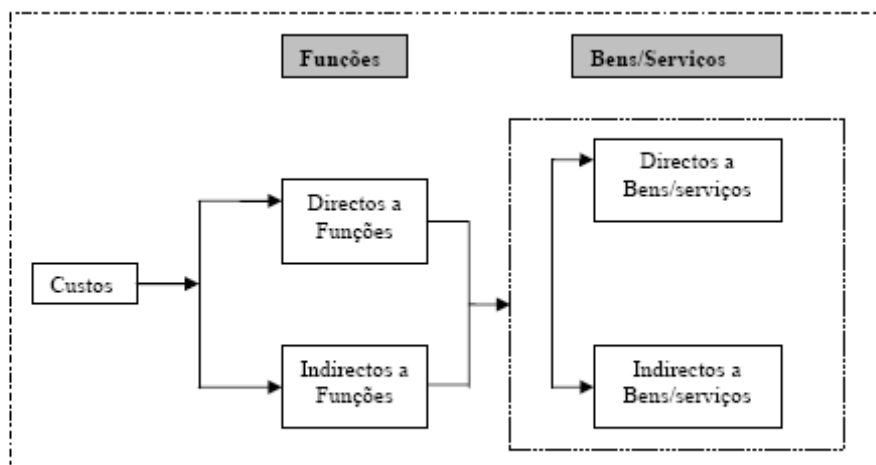 Funções
Bens/Serviços
Directos a
Bens/serviços
Directos a
Funções
Custos
Indirectos a
Funções
Indirectos a
Bens/serviços